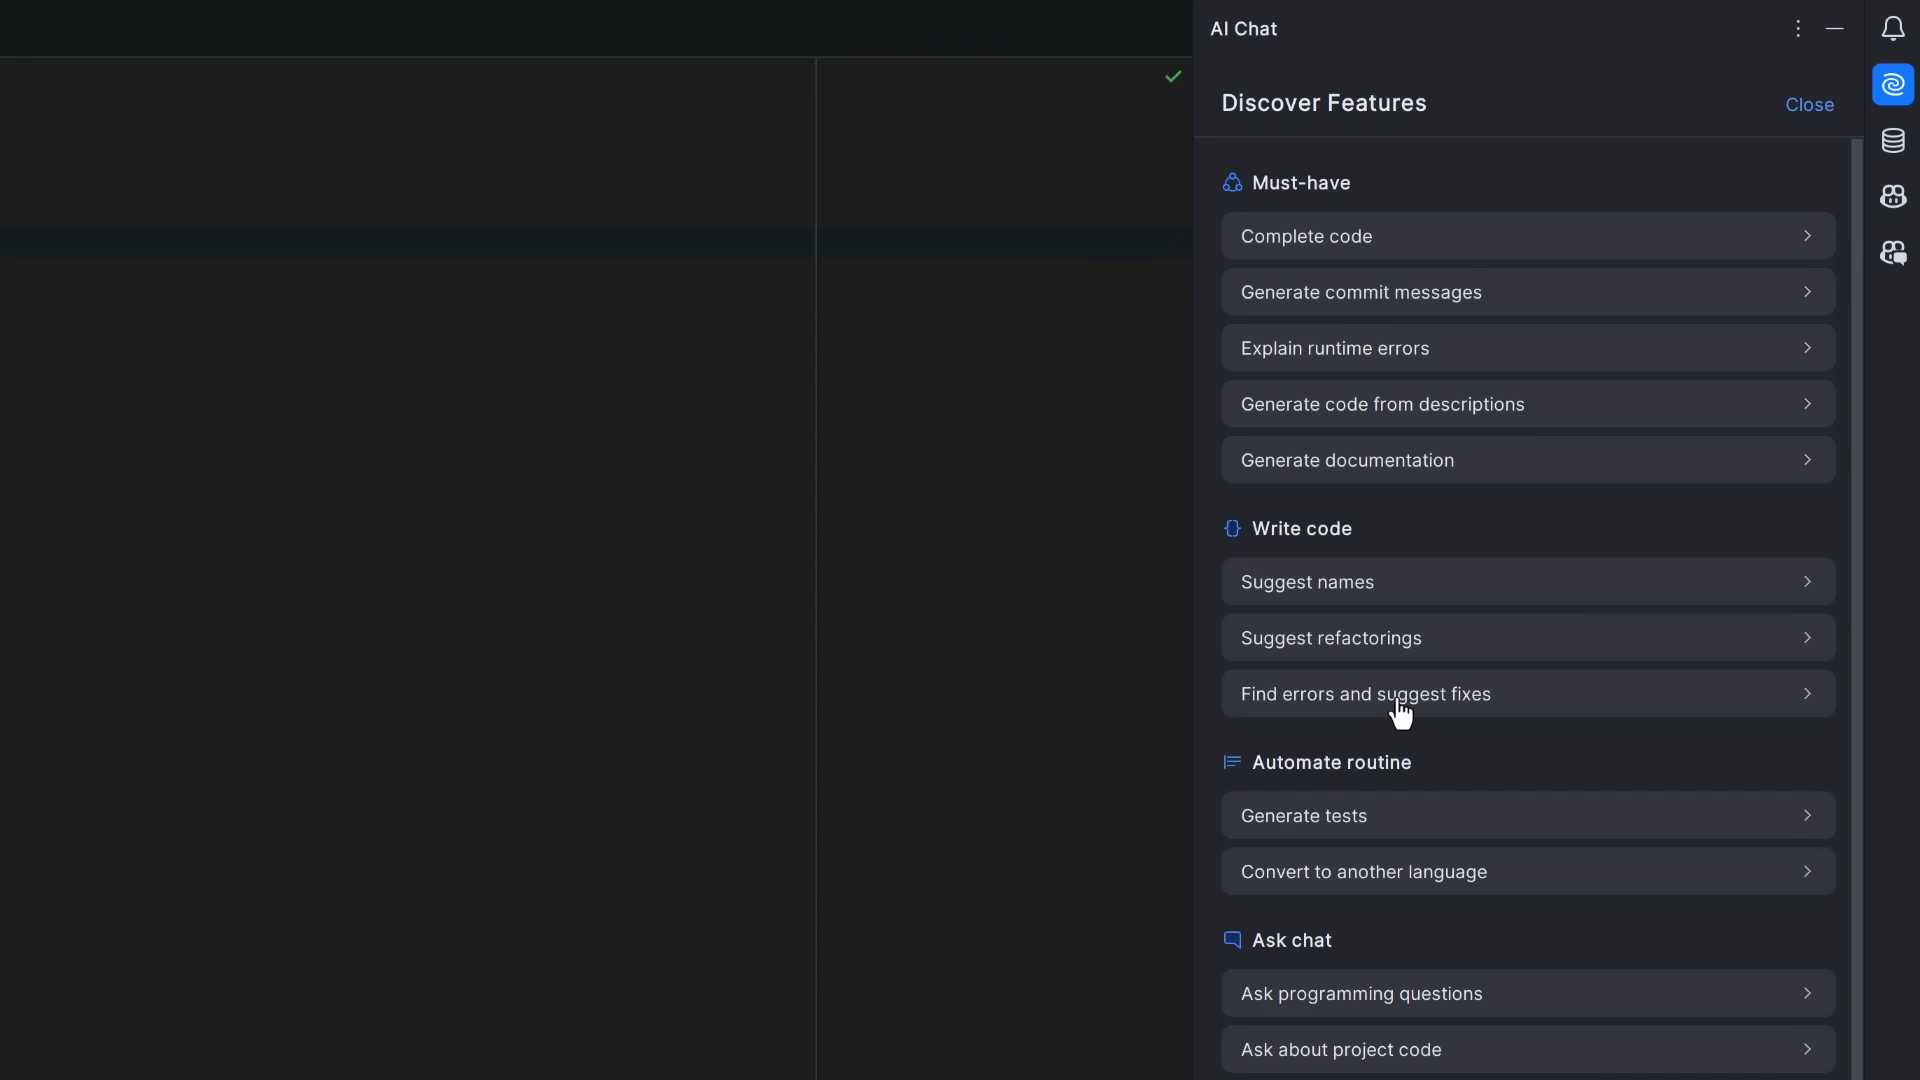 AI Chat
Discover Features
Close
Must-have
Complete code
Generate commit messages
Explain runtime errors
Generate code from descriptions
Generate documentation
Write code
Suggest names
Suggest refactorings
Find errors and suggest fixes
Automate routine
Generate tests
Convert to another language
Ask chat
Ask programming questions
Ask about project code